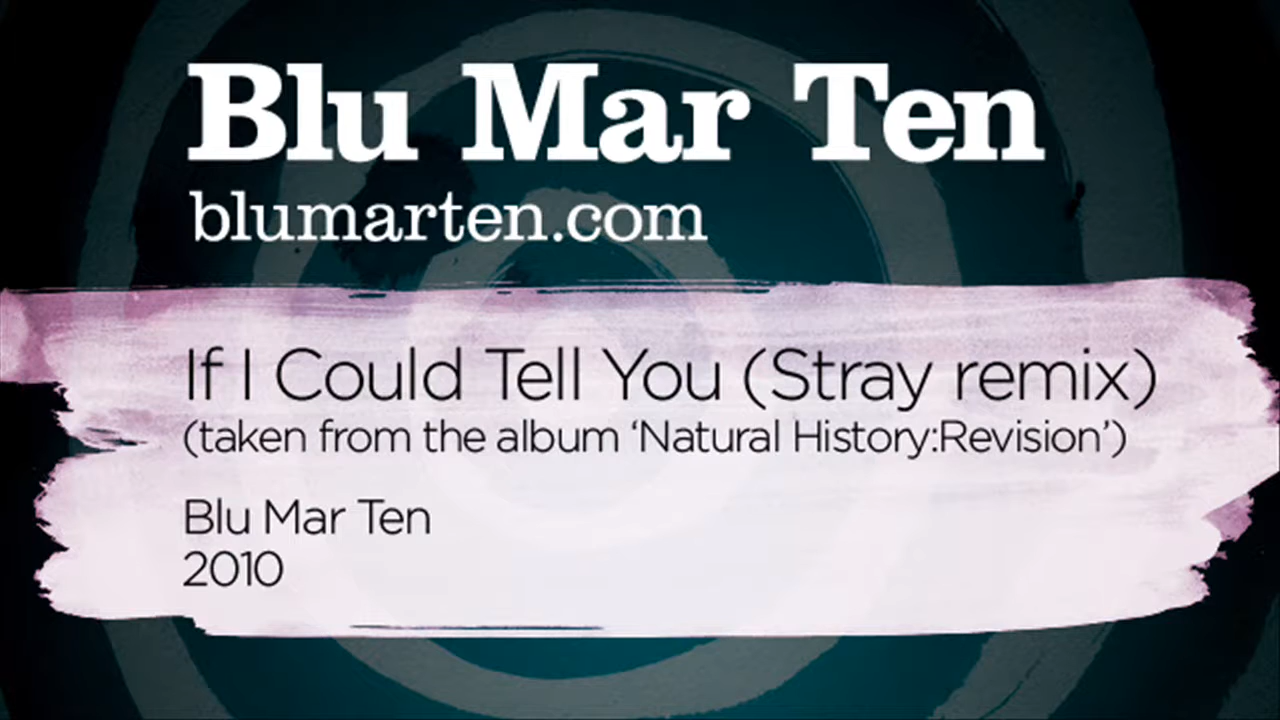 Blu Mar Ten
blumarten.com
If I Could Tell You (Stray remix)
(taken from the album ‘Natural History:Revision’)
Blu Mar Ten
2010